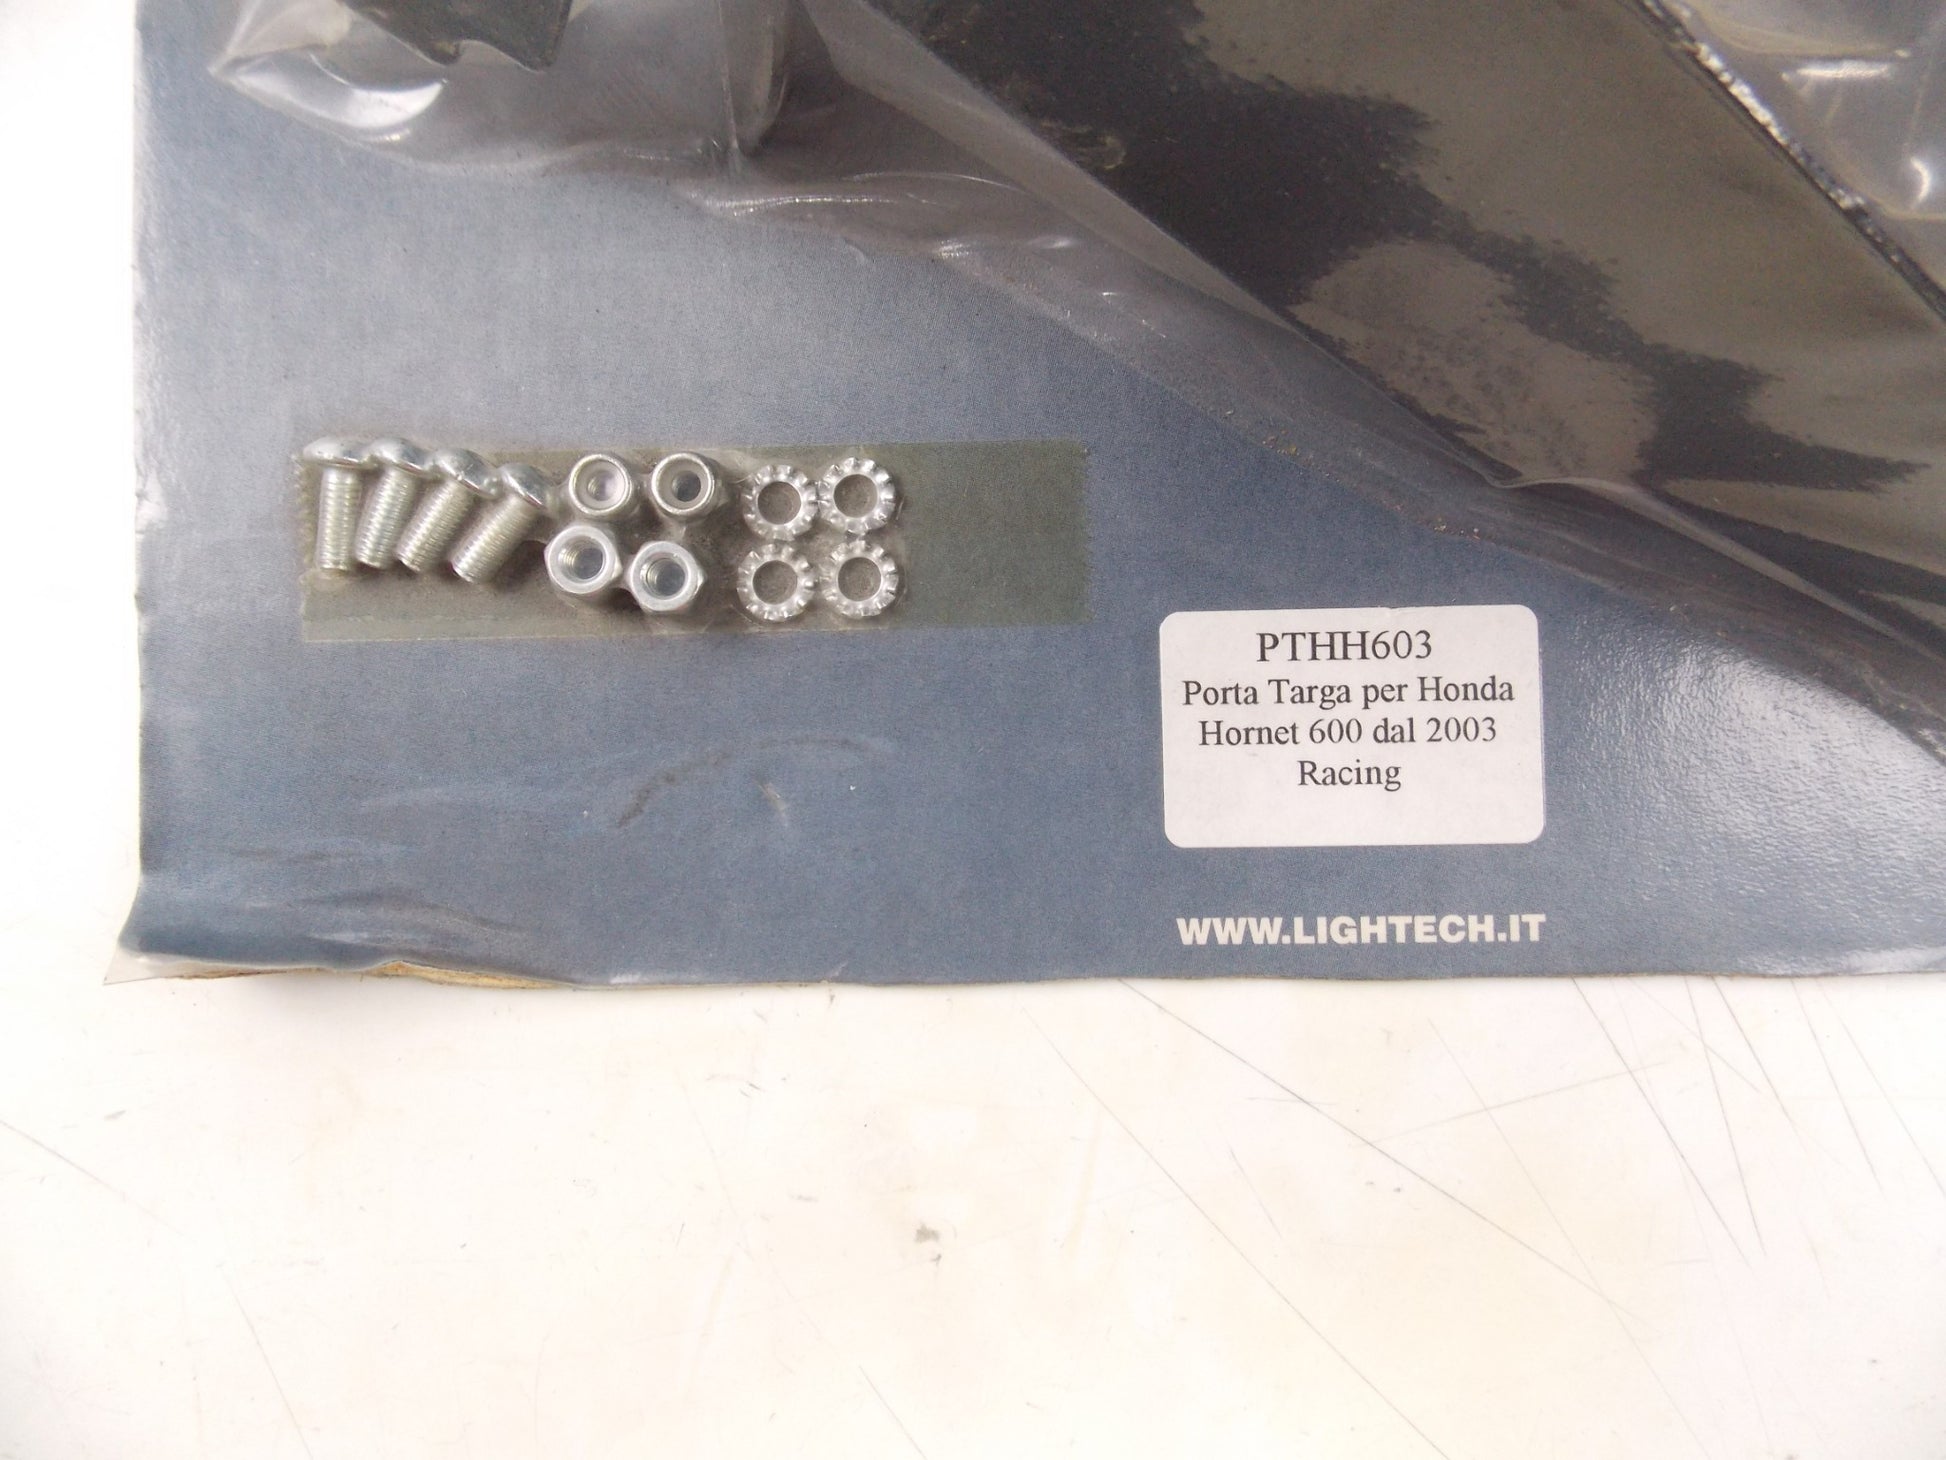 PTHH603
Porta Targa per Honda
Hornet 600 dal 2003
Racing
WWW.LIGHTECH.IT